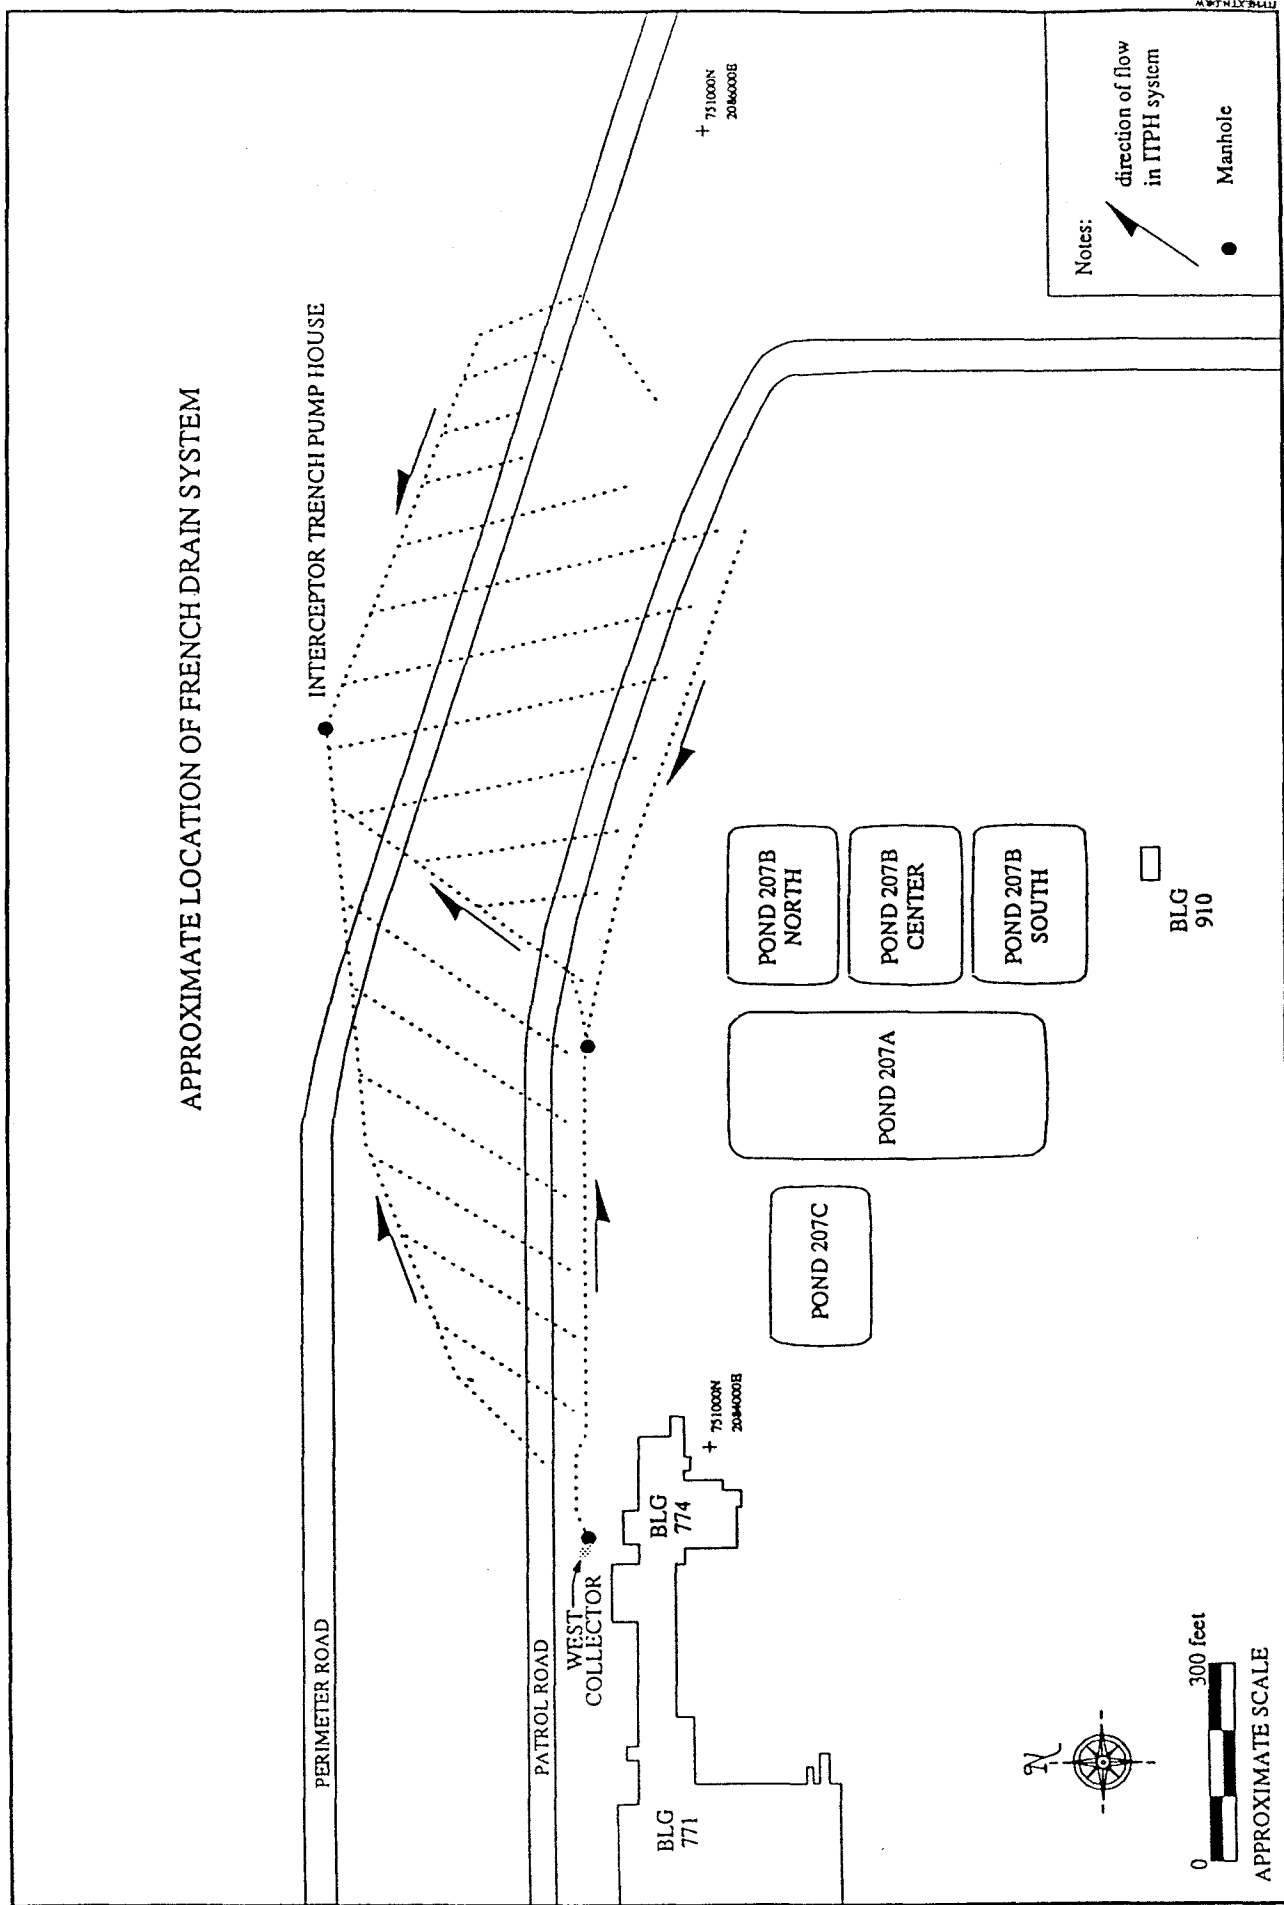 APPROXIMATE LOCATION OF FRENCH DRAIN SYSTEM
INTERCEPTOR TRENCH PUMP HOUSE
PERIMETER ROAD
PATROL ROAD
WEST
COLLECTOR
BLG
771
BLG
774
+ 751000N
2084000E
+ 751000N
2086000E
POND 207C
POND 207A
POND 207B
NORTH
POND 207B
CENTER
POND 207B
SOUTH
BLG
910
N
0 300 feet
APPROXIMATE SCALE
Notes:
direction of flow
in ITPH system
Manhole